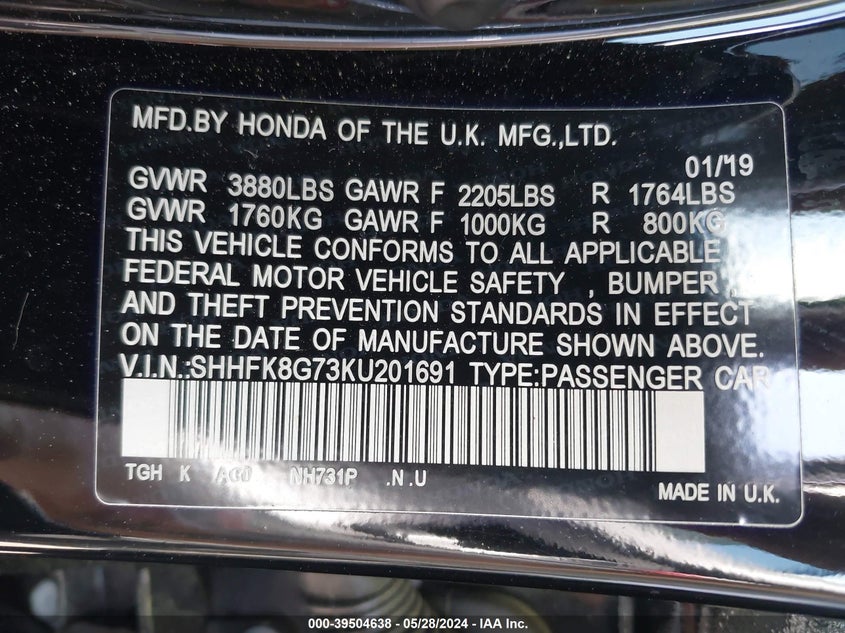 MFD.BY HONDA OF THE U.K. MFG.,LTD.
01/19
GVWR 3880LBS GAWR F 2205LBS R 1764LBS
GVWR 1760KG GAWR F 1000KG R 800KG
THIS VEHICLE CONFORMS TO ALL APPLICABLE
FEDERAL MOTOR VEHICLE SAFETY , BUMPER ,
AND THEFT PREVENTION STANDARDS IN EFFECT
ON THE DATE OF MANUFACTURE SHOWN ABOVE.
V.I.N.:SHHFK8G73KU201691 TYPE:PASSENGER CAR
TGH K NH731P .N .U
MADE IN U.K.
000-39504638 - 05/28/2024 - IAA Inc.